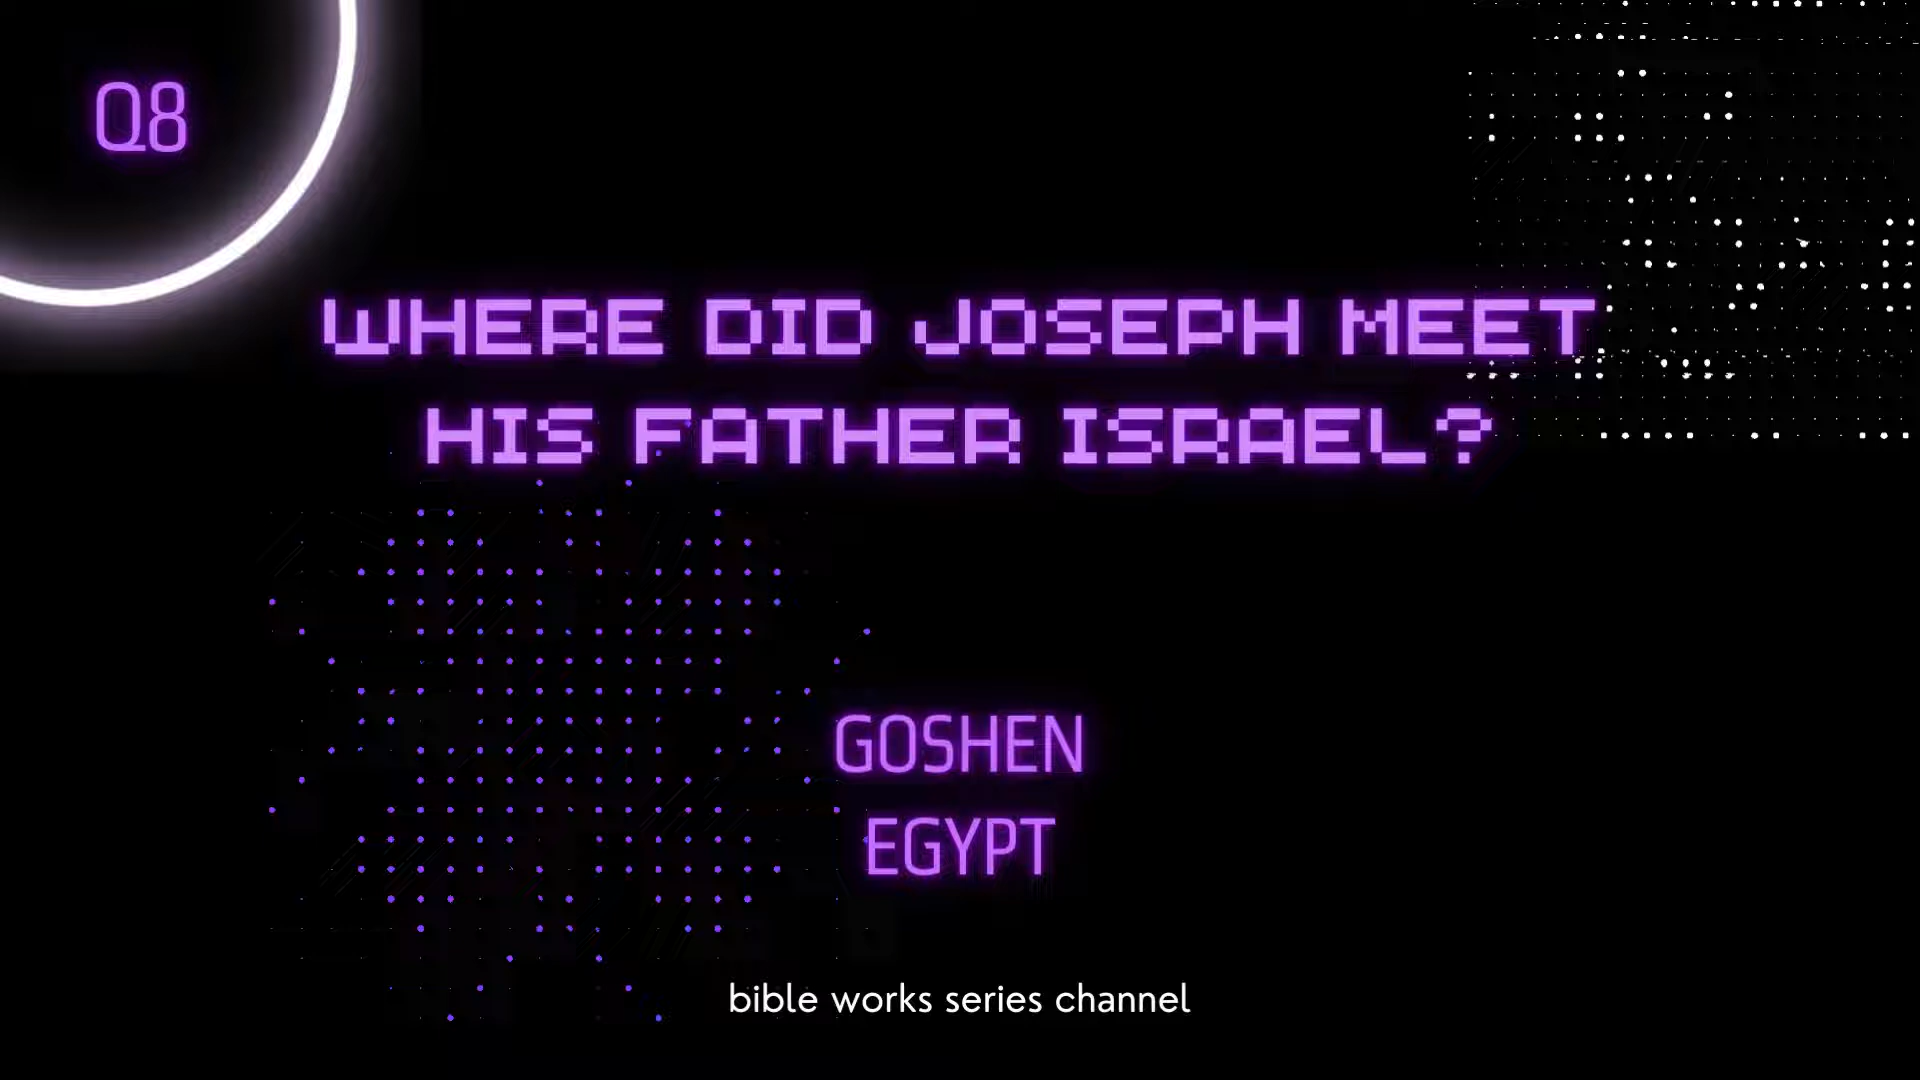 Q8
WHERE DID JOSEPH MEET
HIS FATHER ISRAEL?
GOSHEN
EGYPT
bible works series channel